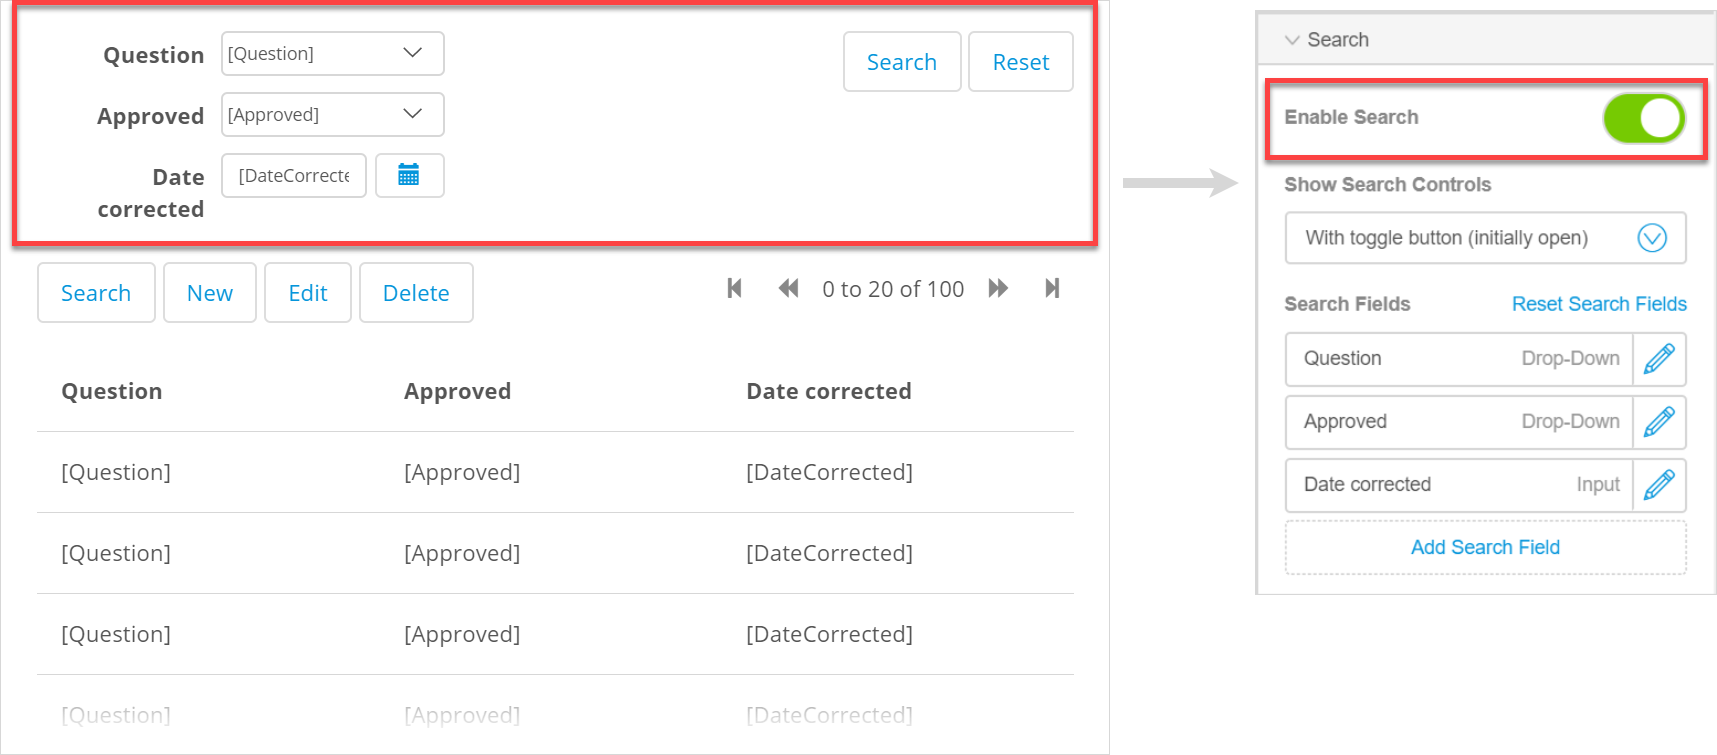 Question [Question] Search Reset
Approved [Approved]
Date [DateCorrecte
corrected
Search New Edit Delete 0 to 20 of 100
Question Approved Date corrected
[Question] [Approved] [DateCorrected]
[Question] [Approved] [DateCorrected]
[Question] [Approved] [DateCorrected]
[Question] [Approved] [DateCorrected]
Search
Enable Search
Show Search Controls
With toggle button (initially open)
Search Fields Reset Search Fields
Question Drop-Down
Approved Drop-Down
Date corrected Input
Add Search Field